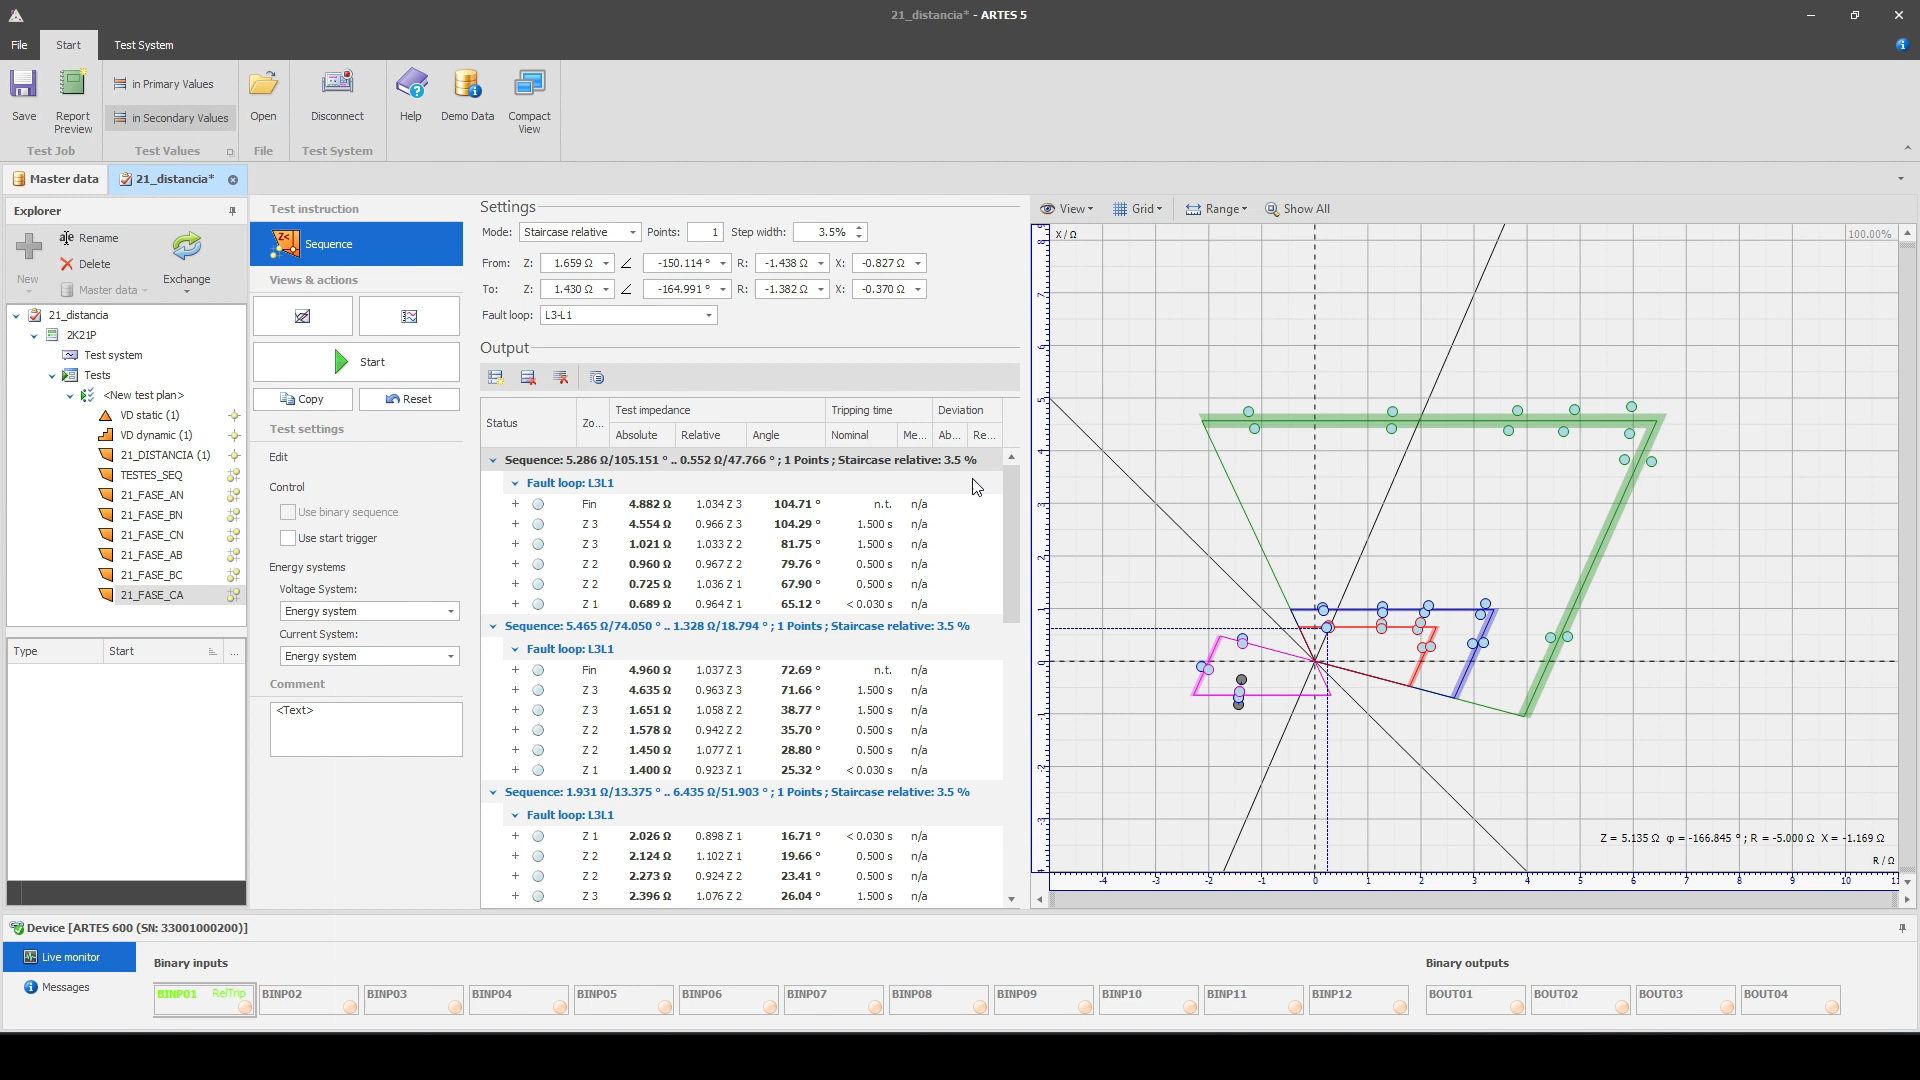 21_distancia* - ARTES 5
File
Start
Test System
Save
Report Preview
in Primary Values
in Secondary Values
Open
Disconnect
Help
Demo Data
Compact View
Test Job
Test Values
File
Test System
Master data
21_distancia*
Explorer
New
Rename
Delete
Master data
Exchange
21_distancia
2K21P
Test system
Tests
<New test plan>
VD static (1)
VD dynamic (1)
21_DISTANCIA (1)
TESTES_SEQ
21_FASE_AN
21_FASE_BN
21_FASE_CN
21_FASE_AB
21_FASE_BC
21_FASE_CA
Type Start ...
Test instruction
Sequence
Views & actions
Start
Copy
Reset
Test settings
Edit
Control
Use binary sequence
Use start trigger
Energy systems
Voltage System:
Energy system
Current System:
Energy system
Comment
<Text>
Settings
Mode: Staircase relative Points: 1 Step width: 3.5%
From: Z: 1.659 Ω -150.114 ° R: -1.438 Ω X: -0.827 Ω
To: Z: 1.430 Ω -164.991 ° R: -1.382 Ω X: -0.370 Ω
Fault loop: L3-L1
Output
Status Zo... Test impedance Tripping time Deviation
Absolute Relative Angle Nominal Me... Ab... Re...
Sequence: 5.286 Ω/105.151 ° .. 0.552 Ω/47.766 ° ; 1 Points ; Staircase relative: 3.5 %
Fault loop: L3L1
+ Fin 4.882 Ω 1.034 Z 3 104.71 ° n.t. n/a
+ Z 3 4.554 Ω 0.966 Z 3 104.29 ° 1.500 s n/a
+ Z 3 1.021 Ω 1.033 Z 2 81.75 ° 1.500 s n/a
+ Z 2 0.960 Ω 0.967 Z 2 79.76 ° 0.500 s n/a
+ Z 2 0.725 Ω 1.036 Z 1 67.90 ° 0.500 s n/a
+ Z 1 0.689 Ω 0.964 Z 1 65.12 ° < 0.030 s n/a
Sequence: 5.465 Ω/74.050 ° .. 1.328 Ω/18.794 ° ; 1 Points ; Staircase relative: 3.5 %
Fault loop: L3L1
+ Fin 4.960 Ω 1.037 Z 3 72.69 ° n.t. n/a
+ Z 3 4.635 Ω 0.963 Z 3 71.66 ° 1.500 s n/a
+ Z 3 1.651 Ω 1.058 Z 2 38.77 ° 1.500 s n/a
+ Z 2 1.578 Ω 0.942 Z 2 35.70 ° 0.500 s n/a
+ Z 2 1.450 Ω 1.077 Z 1 28.80 ° 0.500 s n/a
+ Z 1 1.400 Ω 0.923 Z 1 25.32 ° < 0.030 s n/a
Sequence: 1.931 Ω/13.375 ° .. 6.435 Ω/51.903 ° ; 1 Points ; Staircase relative: 3.5 %
Fault loop: L3L1
+ Z 1 2.026 Ω 0.898 Z 1 16.71 ° < 0.030 s n/a
+ Z 2 2.124 Ω 1.102 Z 1 19.66 ° 0.500 s n/a
+ Z 2 2.273 Ω 0.924 Z 2 23.41 ° 0.500 s n/a
+ Z 3 2.396 Ω 1.076 Z 2 26.04 ° 1.500 s n/a
View
Grid
Range
Show All
X / Ω
100.00%
Z = 5.135 Ω φ = -166.845 ° ; R = -5.000 Ω X = -1.169 Ω
R / Ω
-4 -3 -2 -1 0 1 2 3 4 5 6 7 8 9 10 11
Device [ARTES 600 (SN: 33001000200)]
Live monitor
Messages
Binary inputs
BINP01 RelTrip
BINP02
BINP03
BINP04
BINP05
BINP06
BINP07
BINP08
BINP09
BINP10
BINP11
BINP12
Binary outputs
BOUT01
BOUT02
BOUT03
BOUT04